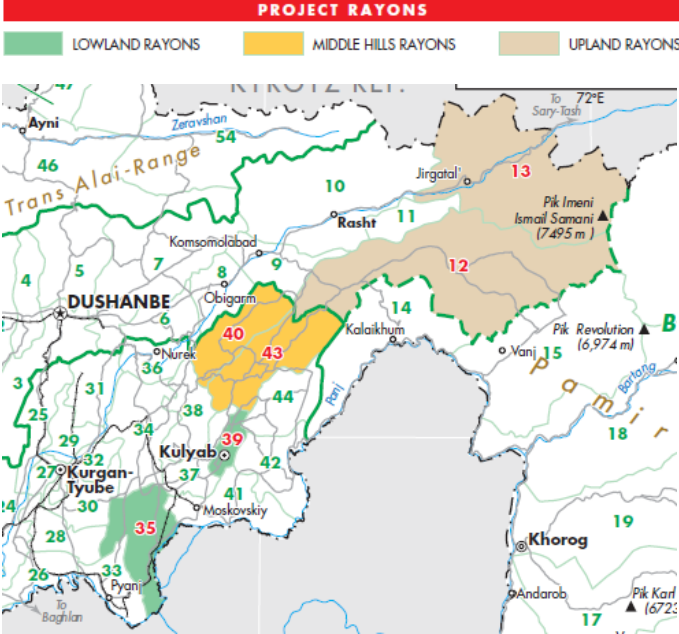 PROJECT RAYONS
LOWLAND RAYONS
MIDDLE HILLS RAYONS
UPLAND RAYONS
47
KYRGYZ REP.
To
Sary-Tash
72°E
Ayni
Zeravshan
54
46
Trans Alai-Range
10
Jirgatal'
13
Rasht
11
Pik Imeni
Ismail Samani
(7495 m )
Komsomolabad
4
5
7
8
9
12
Obigarm
DUSHANBE
6
14
40
Kalaikhum
Pik Revolution
(6,974 m)
B
Nurek
43
Vanj
15
36
3
31
44
Panj
Pamir
Bartang
25
38
34
39
18
29
Kulyab
32
42
27
Kurgan-
Tyube
37
24
30
41
Moskovskiy
35
19
28
Khorog
33
26
Pyanj
Andarob
Pik Karl
(6723
To
Baghlan
17